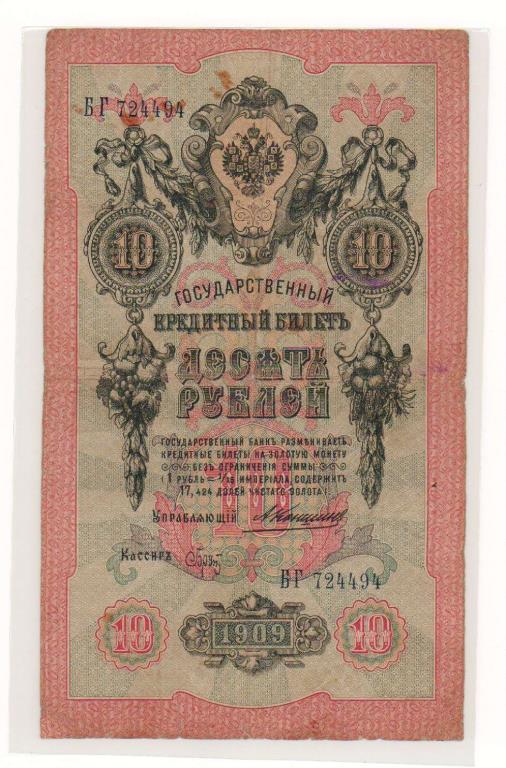 БГ 724494
10 10
ГОСУДАРСТВЕННЫЙ
КРЕДИТНЫЙ БИЛЕТЪ
ДЕСЯТЬ
РУБЛЕЙ
(ГОСУДАРСТВЕННЫЙ БАНКЪ РАЗМѢНИВАЕТЪ
КРЕДИТНЫЕ БИЛЕТЫ НА ЗОЛОТУЮ МОНЕТУ
БЕЗЪ ОГРАНИЧЕНІЯ СУММЫ
(1 РУБЛЬ = 1/15 ИМПЕРІАЛА, СОДЕРЖИТЪ
17,424 ДОЛЕЙ ЧИСТАГО ЗОЛОТА).
УПРАВЛЯЮЩІЙ
10
Кассиръ
БГ 724494
10 1909 10